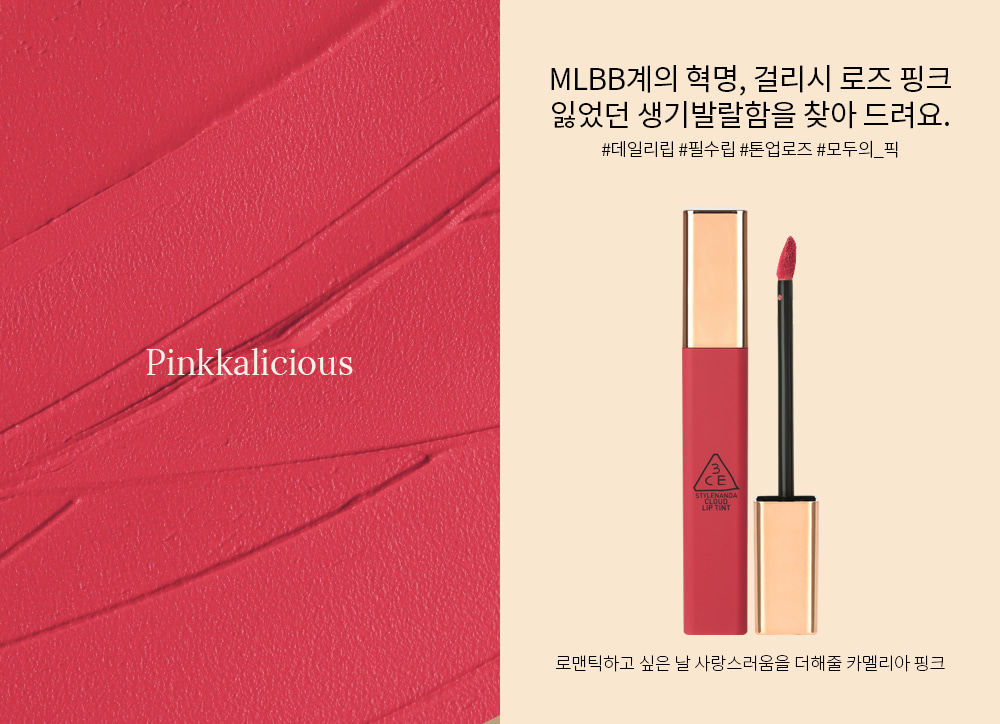 Pinkkalicious
MLBB계의 혁명, 걸리시 로즈 핑크
잃었던 생기발랄함을 찾아 드려요.
#데일리립 #필수립 #톤업로즈 #모두의_픽
3
CE
STYLENANDA
CLOUD
LIP TINT
로맨틱하고 싶은 날 사랑스러움을 더해줄 카멜리아 핑크